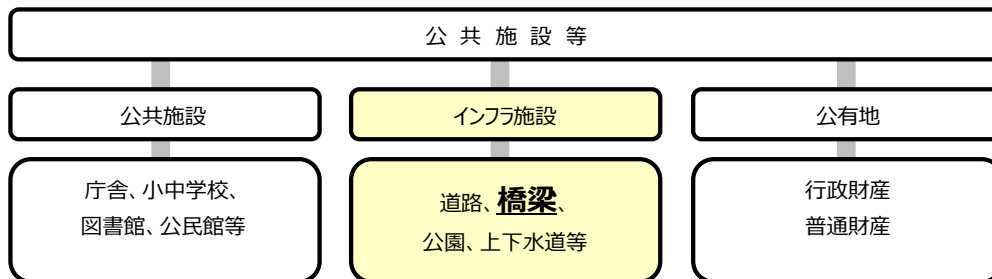 公共施設等
公共施設
インフラ施設
公有地
庁舎、小中学校、
図書館、公民館等
道路、橋梁、
公園、上下水道等
行政財産
普通財産